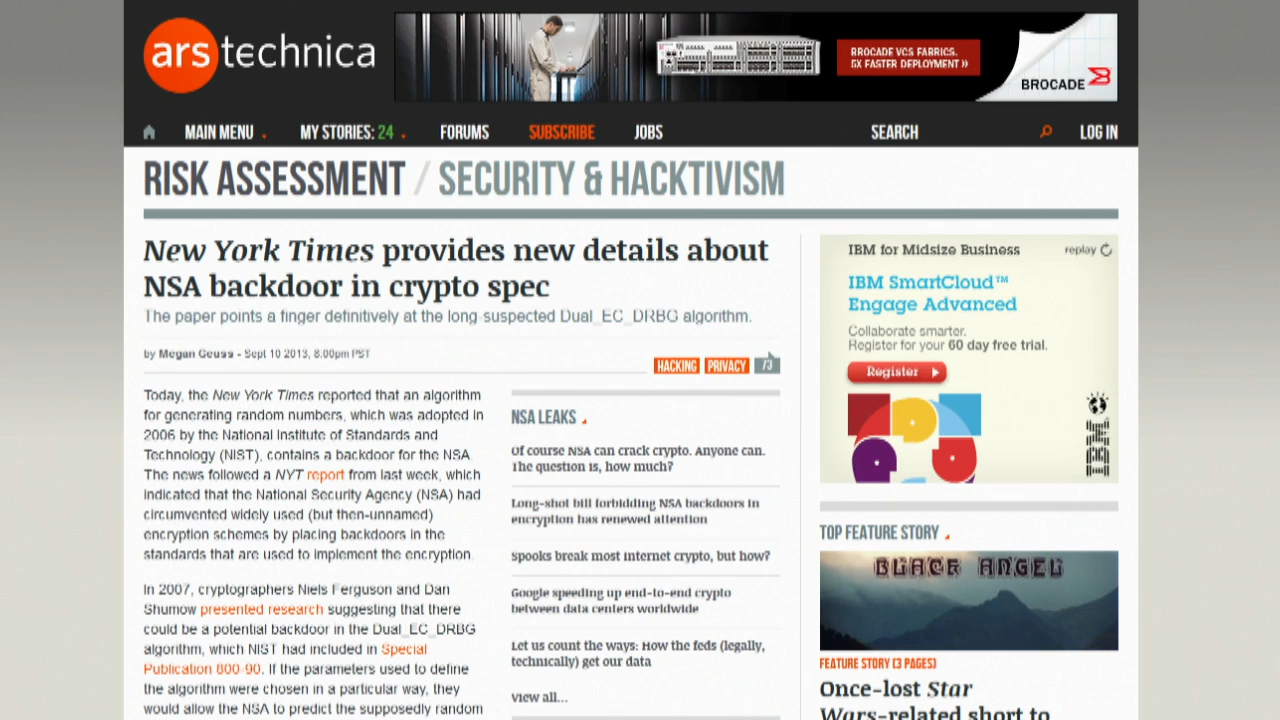 ars technica
BROCADE VCS FABRICS.
5X FASTER DEPLOYMENT »
BROCADE
MAIN MENU
MY STORIES: 24
FORUMS
SUBSCRIBE
JOBS
SEARCH
LOG IN
RISK ASSESSMENT / SECURITY & HACKTIVISM
New York Times provides new details about
NSA backdoor in crypto spec
The paper points a finger definitively at the long-suspected Dual_EC_DRBG algorithm.
by Megan Geuss - Sept 10 2013, 8:00pm PST
HACKING
PRIVACY
73
Today, the New York Times reported that an algorithm
for generating random numbers, which was adopted in
2006 by the National Institute of Standards and
Technology (NIST), contains a backdoor for the NSA.
The news followed a NYT report from last week, which
indicated that the National Security Agency (NSA) had
circumvented widely used (but then-unnamed)
encryption schemes by placing backdoors in the
standards that are used to implement the encryption.
In 2007, cryptographers Niels Ferguson and Dan
Shumow presented research suggesting that there
could be a potential backdoor in the Dual_EC_DRBG
algorithm, which NIST had included in Special
Publication 800-90. If the parameters used to define
the algorithm were chosen in a particular way, they
would allow the NSA to predict the supposedly random
NSA LEAKS
Of course NSA can crack crypto. Anyone can.
The question is, how much?
Long-shot bill forbidding NSA backdoors in
encryption has renewed attention
Spooks break most Internet crypto, but how?
Google speeding up end-to-end crypto
between data centers worldwide
Let us count the ways: How the feds (legally,
technically) get our data
View all...
IBM for Midsize Business
replay
IBM SmartCloud™
Engage Advanced
Collaborate smarter.
Register for your 60 day free trial.
Register
IBM
TOP FEATURE STORY
BLACK ANGEL
FEATURE STORY (3 PAGES)
Once-lost Star
Wars-related short to